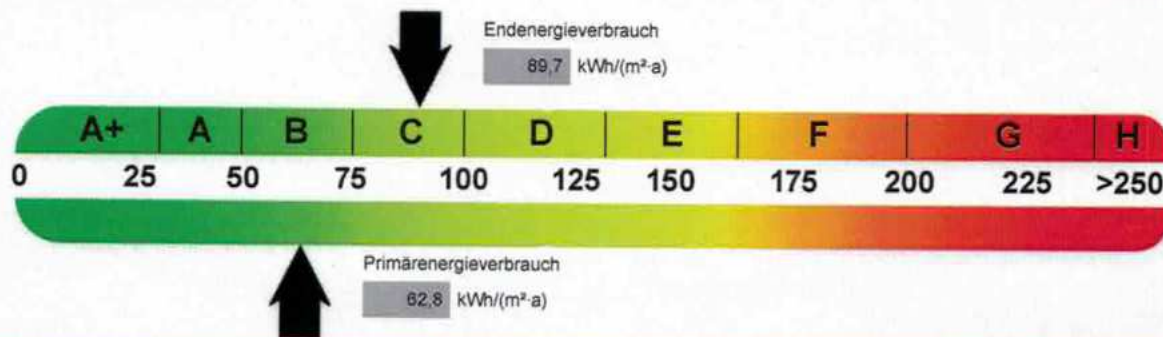 Endenergieverbrauch
89,7 kWh/(m²·a)
A+ A B C D E F G H
0 25 50 75 100 125 150 175 200 225 >250
Primärenergieverbrauch
62,8 kWh/(m²·a)